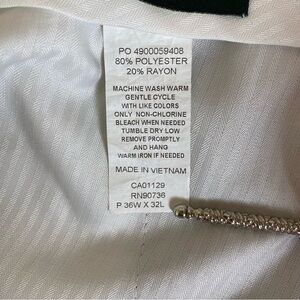 PO 4900059408
80% POLYESTER
20% RAYON
MACHINE WASH WARM
GENTLE CYCLE
WITH LIKE COLORS
ONLY NON-CHLORINE
BLEACH WHEN NEEDED
TUMBLE DRY LOW
REMOVE PROMPTLY
AND HANG
WARM IRON IF NEEDED
MADE IN VIETNAM
CA01129
RN90736
P 36W X 32L